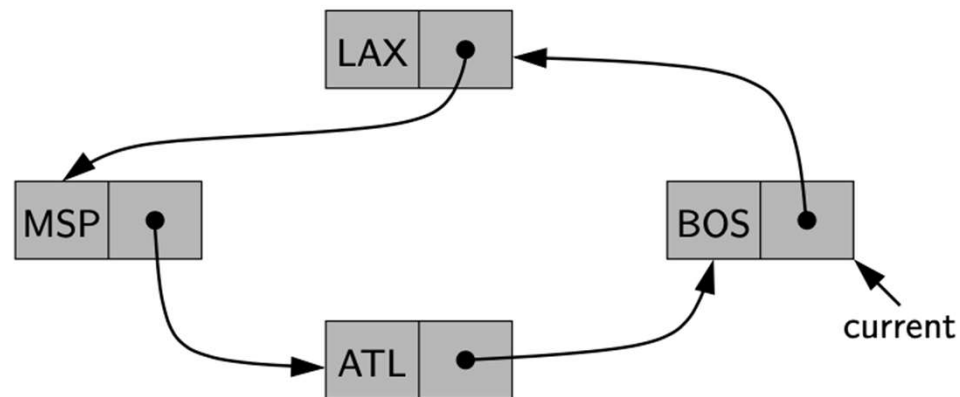 LAX
MSP
BOS
current
ATL